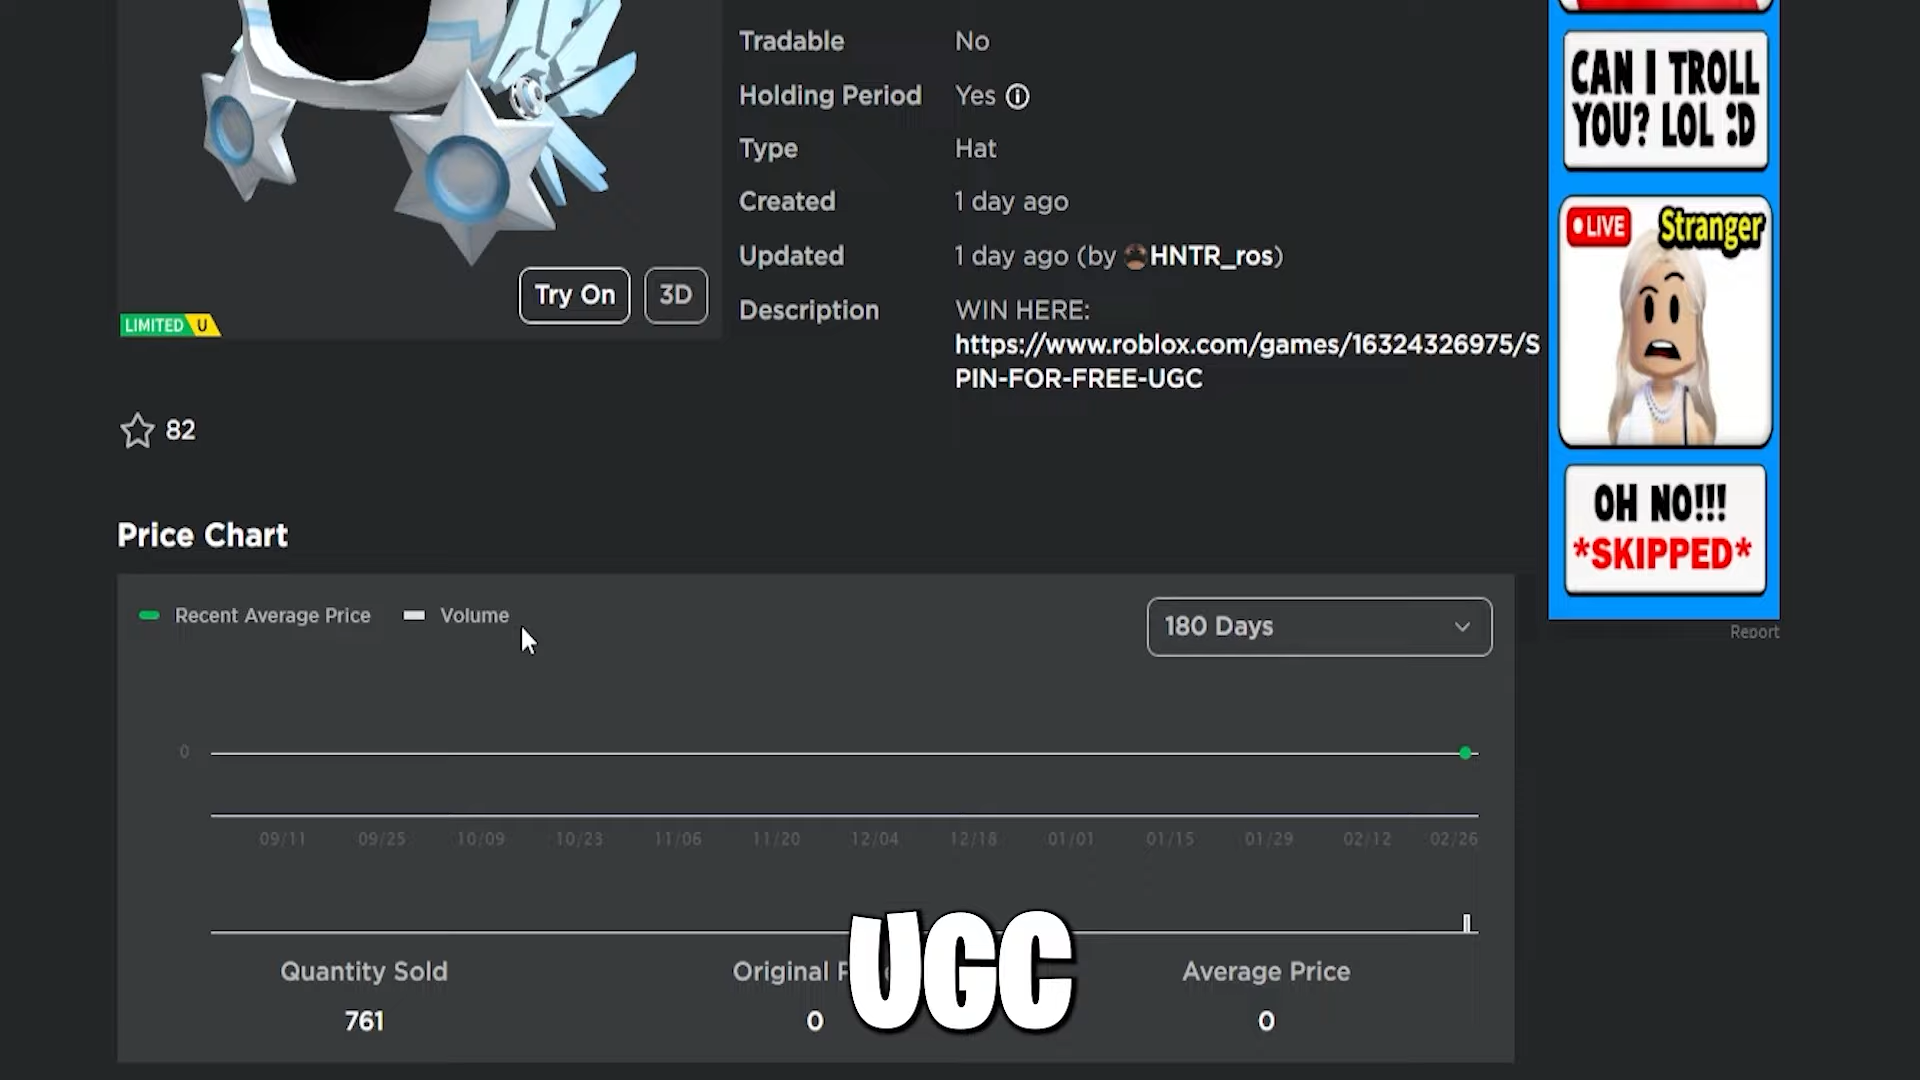 Tradable No
Holding Period Yes
Type Hat
Created 1 day ago
Updated 1 day ago (by HNTR_ros)
Description WIN HERE:
https://www.roblox.com/games/16324326975/S
PIN-FOR-FREE-UGC
Try On 3D
LIMITED U
82
CAN I TROLL
YOU? LOL :D
LIVE Stranger
OH NO!!!
*SKIPPED*
Report
Price Chart
Recent Average Price Volume
180 Days
0
09/11 09/25 10/09 10/23 11/06 11/20 12/04 12/18 01/01 01/15 01/29 02/12 02/26
Quantity Sold Original Average Price
761 0 0
UGC